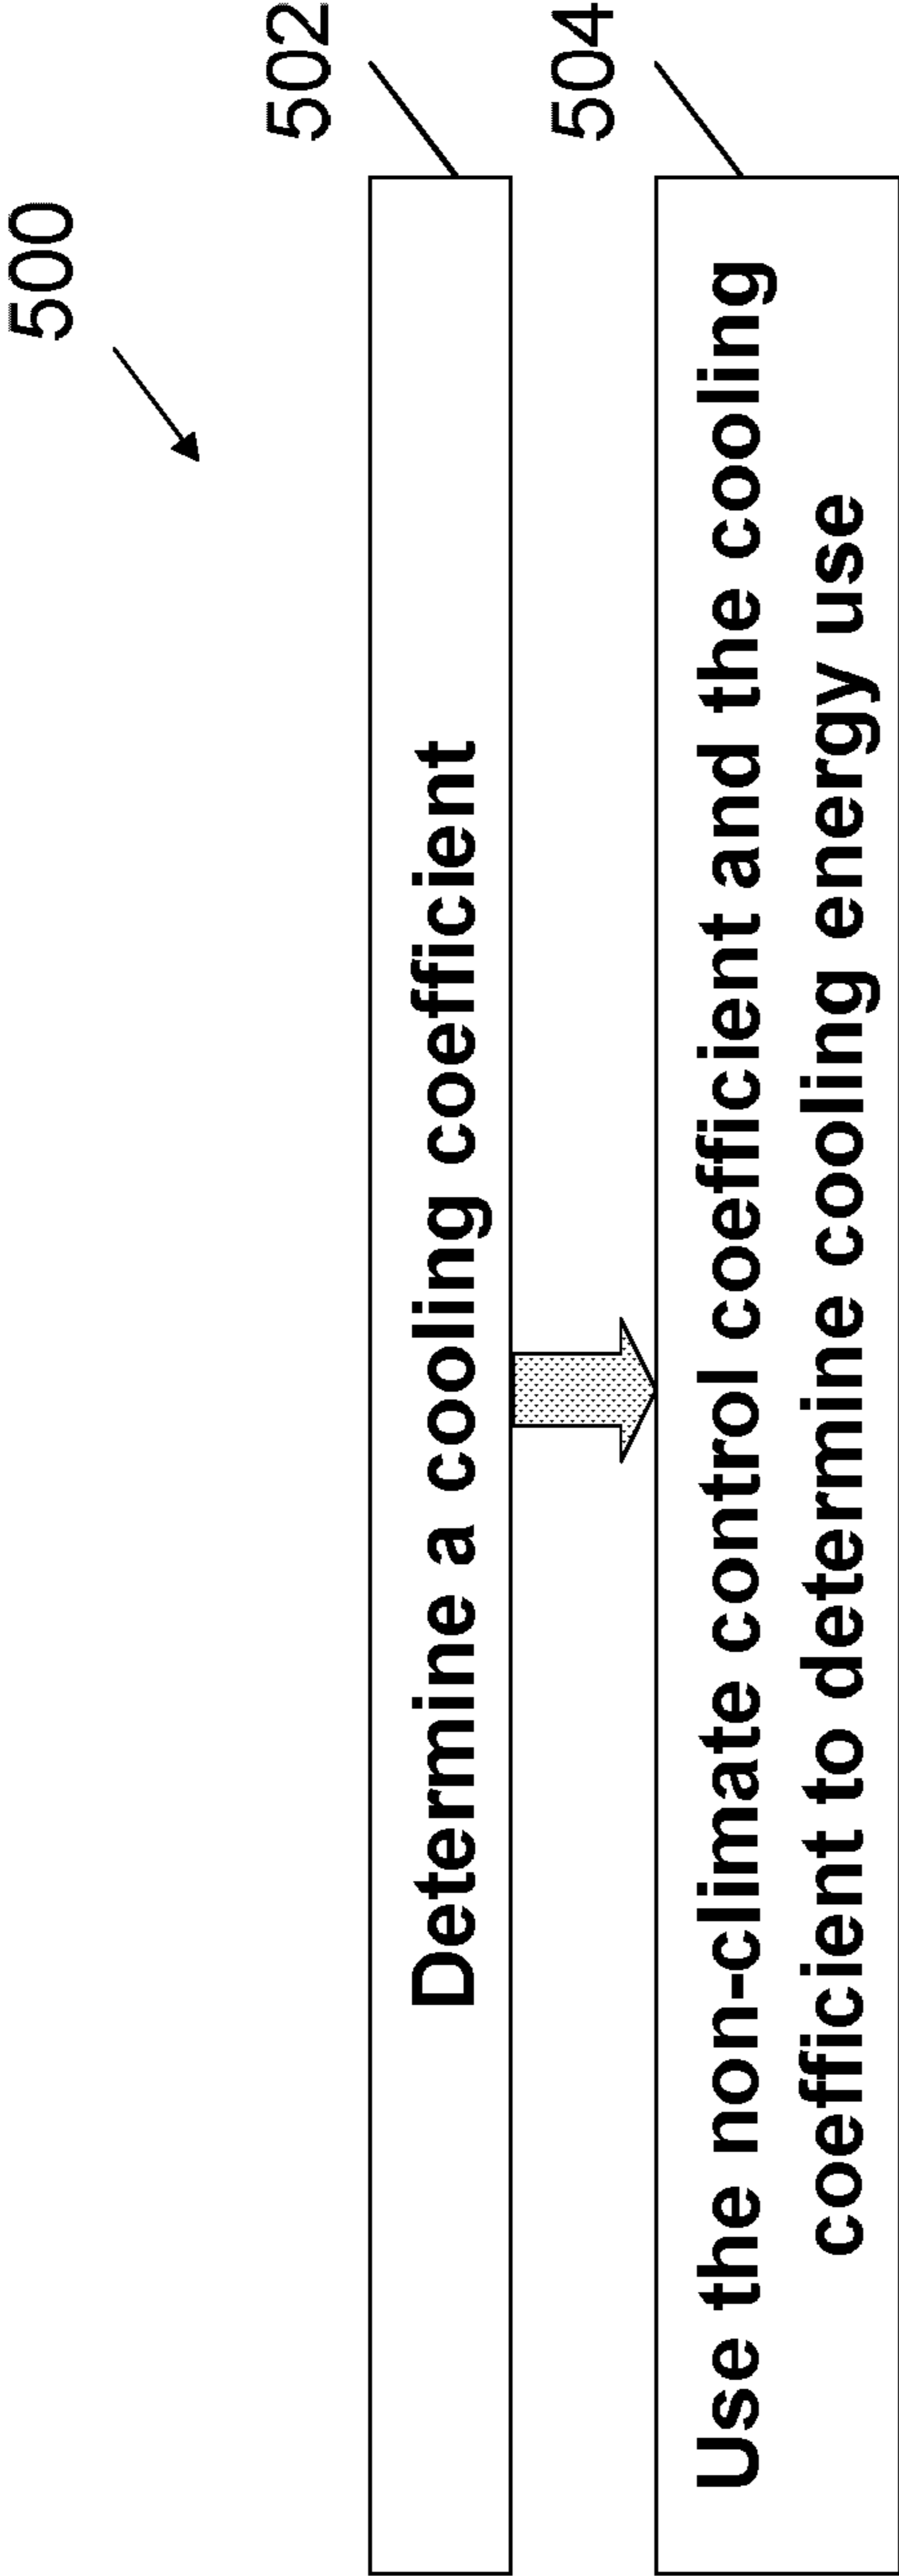 500
502
Determine a cooling coefficient
504
Use the non-climate control coefficient and the cooling
coefficient to determine cooling energy use